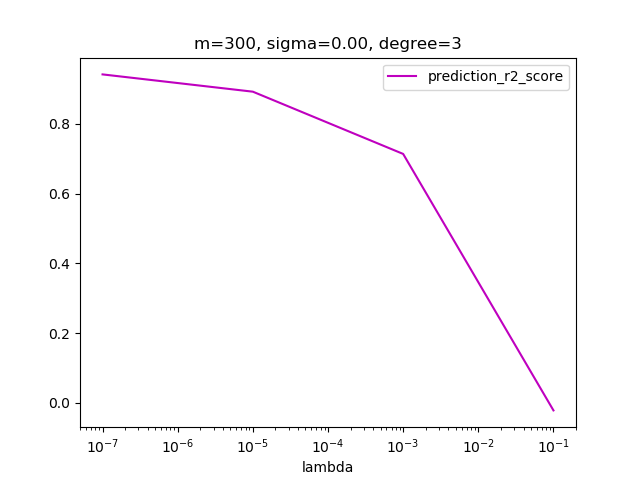 m=300, sigma=0.00, degree=3
prediction_r2_score
0.8
0.6
0.4
0.2
0.0
10⁻⁷ 10⁻⁶ 10⁻⁵ 10⁻⁴ 10⁻³ 10⁻² 10⁻¹
lambda